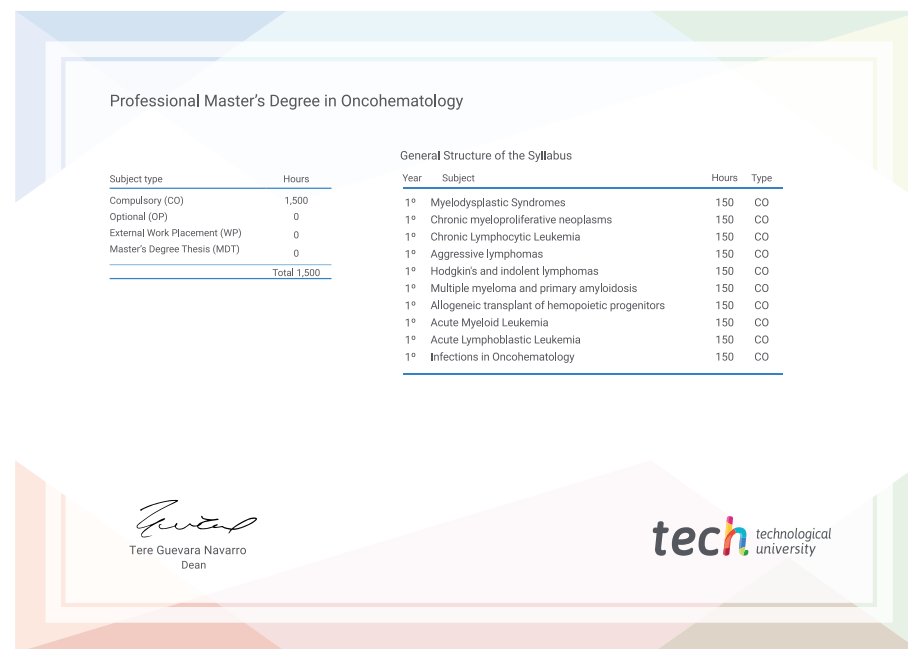 Professional Master's Degree in Oncohematology
Subject type Hours
Compulsory (CO) 1,500
Optional (OP) 0
External Work Placement (WP) 0
Master's Degree Thesis (MDT) 0
Total 1,500
General Structure of the Syllabus
Year Subject Hours Type
1º Myelodysplastic Syndromes 150 CO
1º Chronic myeloproliferative neoplasms 150 CO
1º Chronic Lymphocytic Leukemia 150 CO
1º Aggressive lymphomas 150 CO
1º Hodgkin's and indolent lymphomas 150 CO
1º Multiple myeloma and primary amyloidosis 150 CO
1º Allogeneic transplant of hemopoietic progenitors 150 CO
1º Acute Myeloid Leukemia 150 CO
1º Acute Lymphoblastic Leukemia 150 CO
1º Infections in Oncohematology 150 CO
Tere Guevara Navarro
Dean
tech technological
university